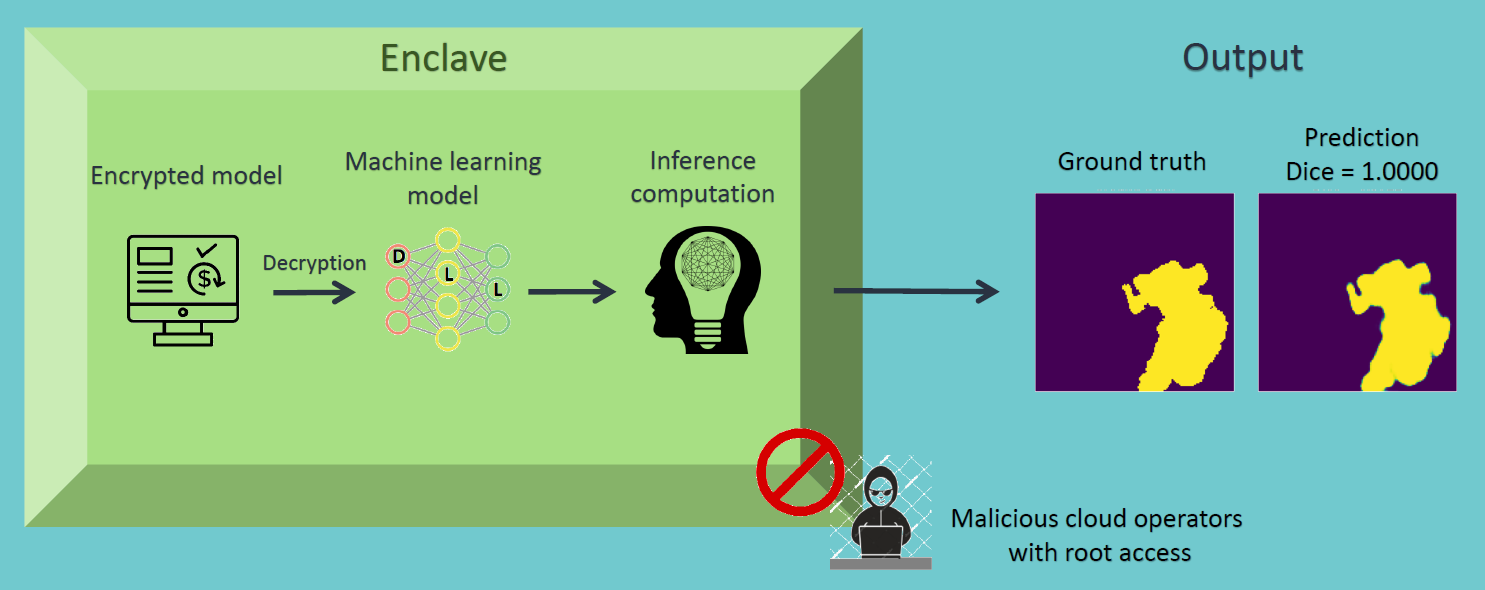 Enclave
Encrypted model
Decryption
Machine learning
model
D
L
L
Inference
computation
Output
Ground truth
Prediction
Dice = 1.0000
$
Malicious cloud operators
with root access